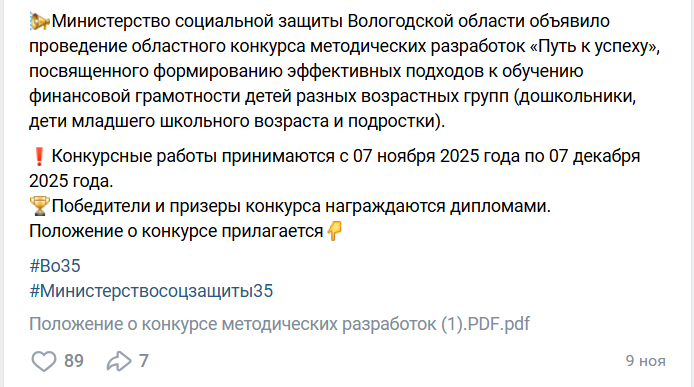 📢Министерство социальной защиты Вологодской области объявило
проведение областного конкурса методических разработок «Путь к успеху»,
посвященного формированию эффективных подходов к обучению
финансовой грамотности детей разных возрастных групп (дошкольники,
дети младшего школьного возраста и подростки).
❗Конкурсные работы принимаются с 07 ноября 2025 года по 07 декабря
2025 года.
🏆Победители и призеры конкурса награждаются дипломами.
Положение о конкурсе прилагается👇
#Во35
#Министерствосоцзащиты35
Положение о конкурсе методических разработок (1).PDF.pdf
89 7 9 ноя